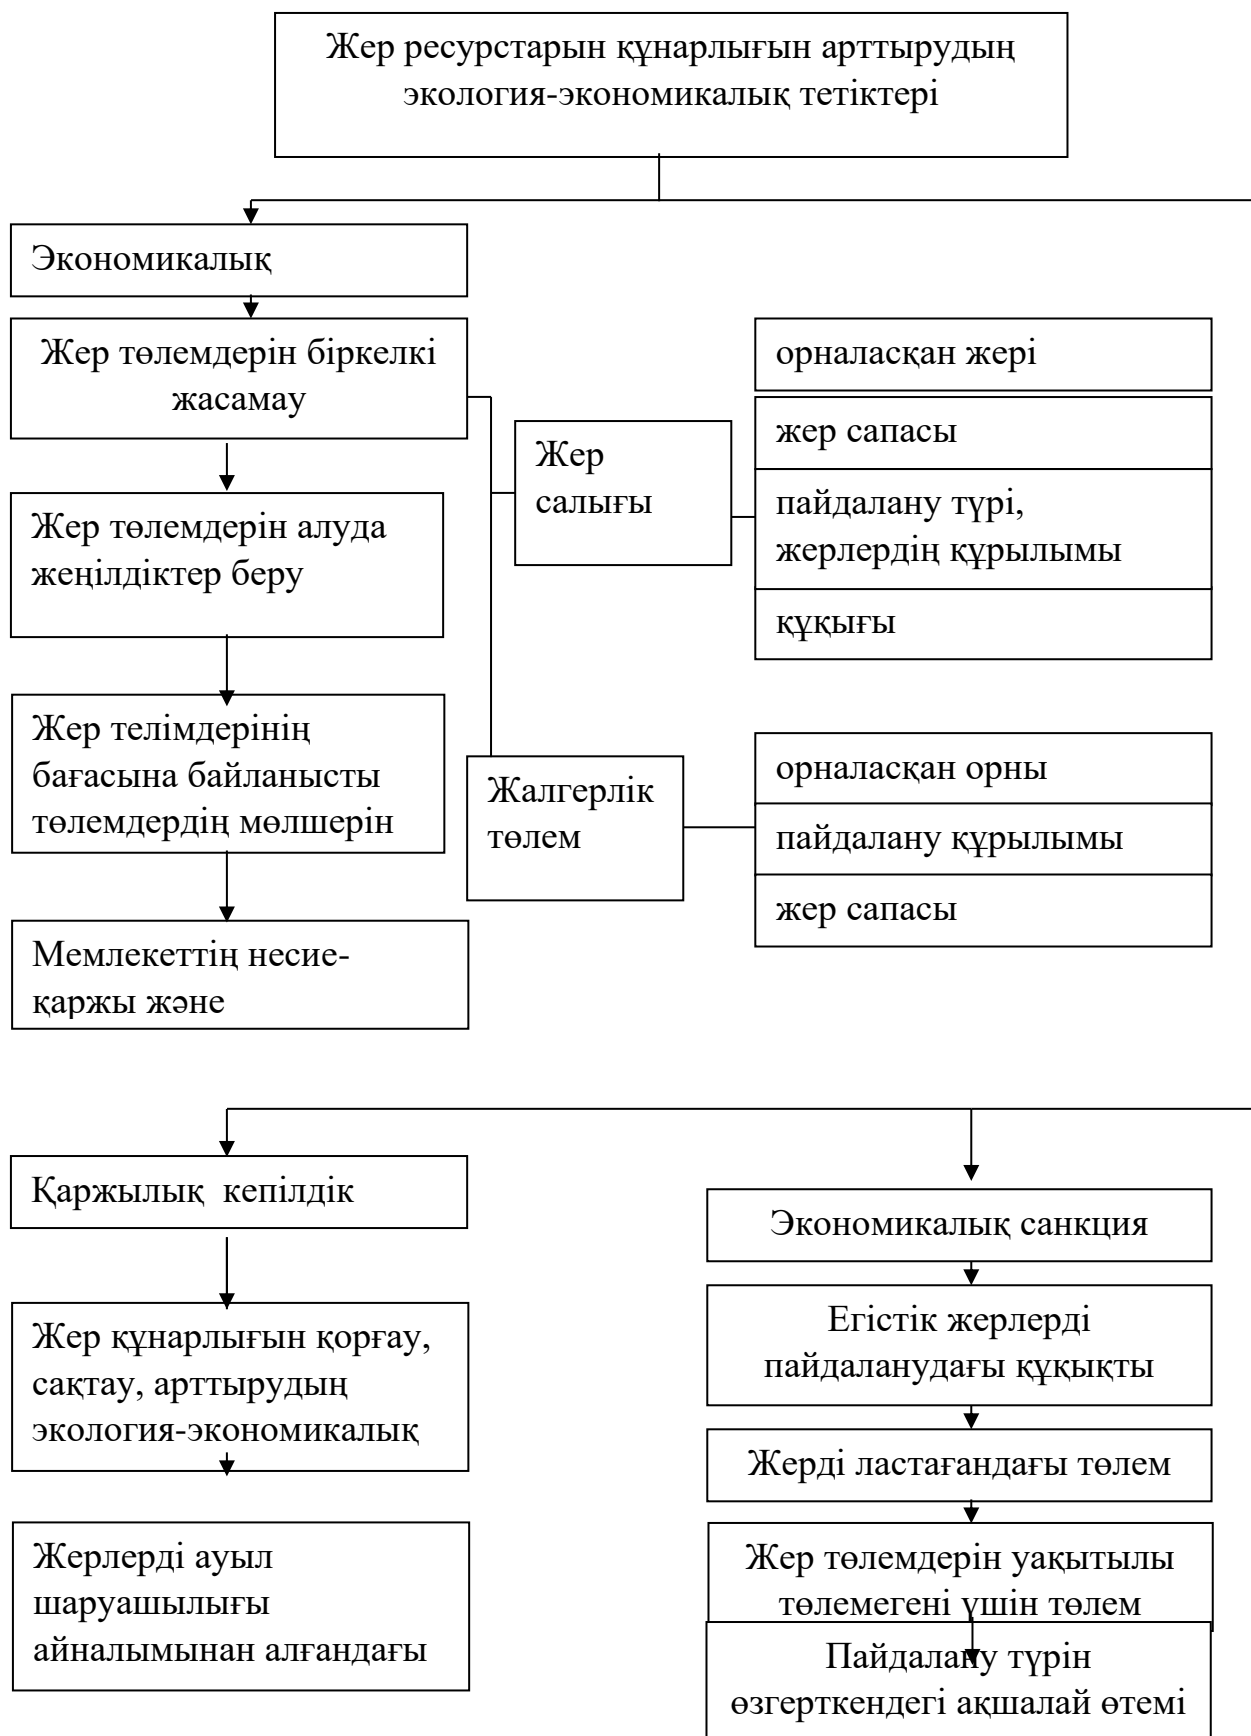 Жер ресурстарын құнарлығын арттырудың
экология-экономикалық тетіктері
Экономикалық
Жер төлемдерін біркелкі
жасамау
Жер төлемдерін алуда
жеңілдіктер беру
Жер телімдерінің
бағасына байланысты
төлемдердің мөлшерін
Мемлекеттің несие-
қаржы және
Жер
салығы
орналасқан жері
жер сапасы
пайдалану түрі,
жерлердің құрылымы
құқығы
Жалгерлік
төлем
орналасқан орны
пайдалану құрылымы
жер сапасы
Қаржылық  кепілдік
Жер құнарлығын қорғау,
сақтау, арттырудың
экология-экономикалық
Жерлерді ауыл
шаруашылығы
айналымынан алғандағы
Экономикалық санкция
Егістік жерлерді
пайдаланудағы құқықты
Жерді ластағандағы төлем
Жер төлемдерін уақытылы
төлемегені үшін төлем
Пайдалану түрін
өзгерткендегі ақшалай өтемі